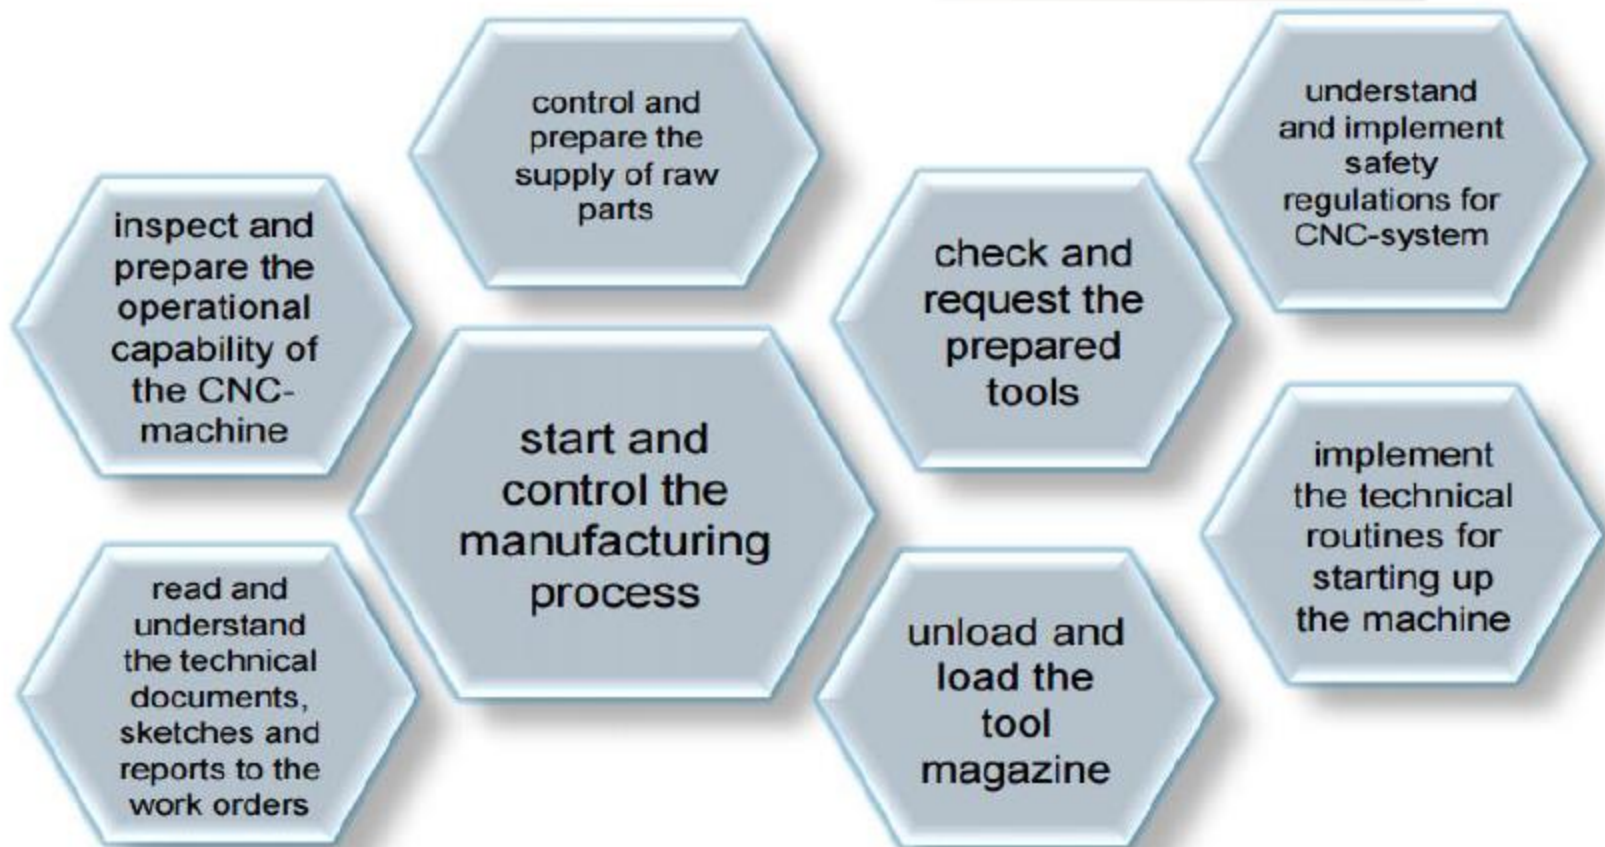 control and
prepare the
supply of raw
parts
understand
and implement
safety
regulations for
CNC-system
inspect and
prepare the
operational
capability of
the CNC-
machine
check and
request the
prepared
tools
start and
control the
manufacturing
process
implement
the technical
routines for
starting up
the machine
read and
understand
the technical
documents,
sketches and
reports to the
work orders
unload and
load the
tool
magazine